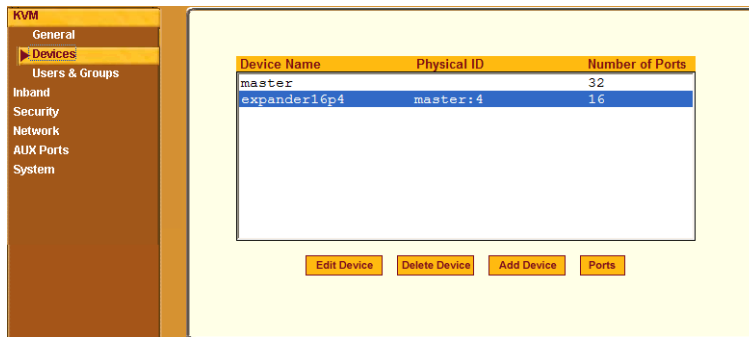 KVM
General
Devices
Users & Groups
Inband
Security
Network
AUX Ports
System
Device Name Physical ID Number of Ports
master 32
expander16p4 master:4 16
Edit Device Delete Device Add Device Ports